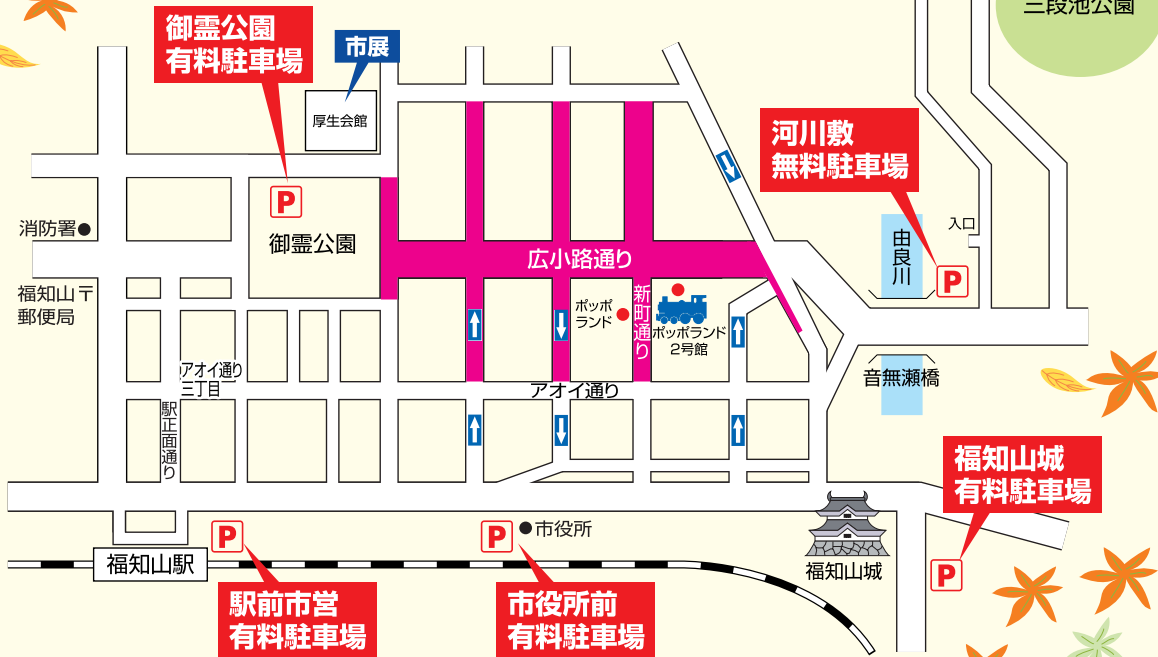 三段池公園
御霊公園
有料駐車場
市展
厚生会館
河川敷
無料駐車場
P
消防署
御霊公園
入口
由良川
広小路通り
P
福知山〒
郵便局
新町通り
ポッポ
ランド
ポッポランド
2号館
アオイ通り
三丁目
アオイ通り
音無瀬橋
駅正面通り
福知山城
有料駐車場
P
P
市役所
福知山駅
福知山城
P
駅前市営
有料駐車場
市役所前
有料駐車場